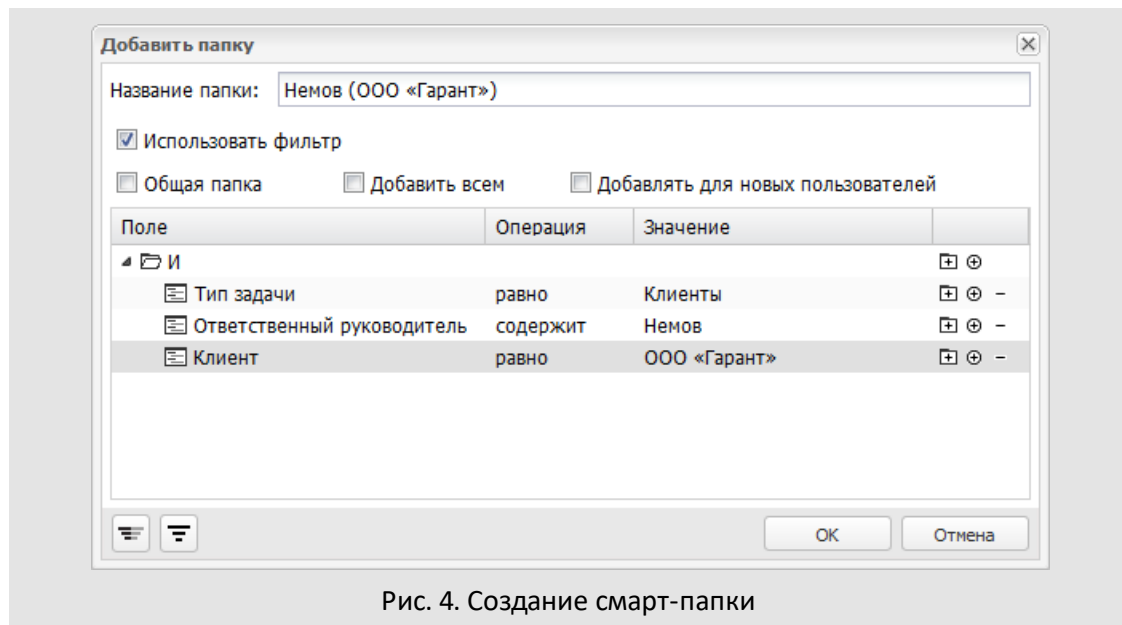 Добавить папку
Название папки: Немов (ООО «Гарант»)
Использовать фильтр
Общая папка Добавить всем Добавлять для новых пользователей
Поле Операция Значение
И
Тип задачи равно Клиенты
Ответственный руководитель содержит Немов
Клиент равно ООО «Гарант»
OK Отмена
Рис. 4. Создание смарт-папки